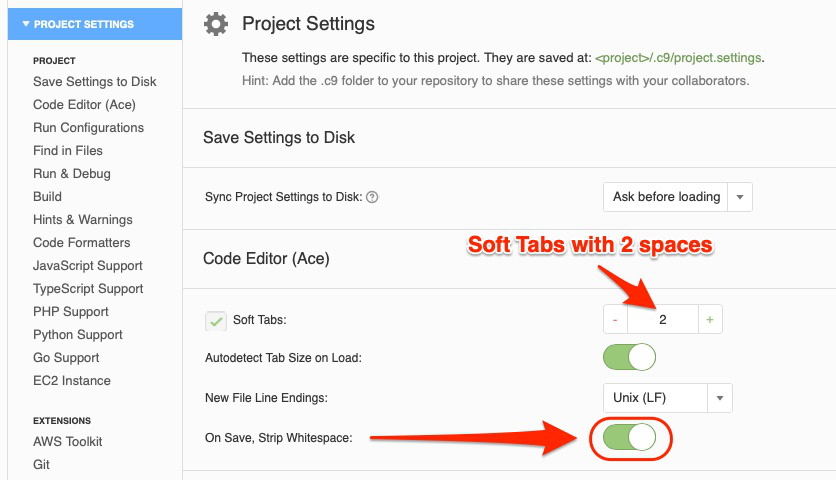 PROJECT SETTINGS
PROJECT
Save Settings to Disk
Code Editor (Ace)
Run Configurations
Find in Files
Run & Debug
Build
Hints & Warnings
Code Formatters
JavaScript Support
TypeScript Support
PHP Support
Python Support
Go Support
EC2 Instance
EXTENSIONS
AWS Toolkit
Git
Project Settings
These settings are specific to this project. They are saved at: <project>/.c9/project.settings.
Hint: Add the .c9 folder to your repository to share these settings with your collaborators.
Save Settings to Disk
Sync Project Settings to Disk: ? Ask before loading
Soft Tabs with 2 spaces
Code Editor (Ace)
Soft Tabs: - 2 +
Autodetect Tab Size on Load:
New File Line Endings: Unix (LF)
On Save, Strip Whitespace: